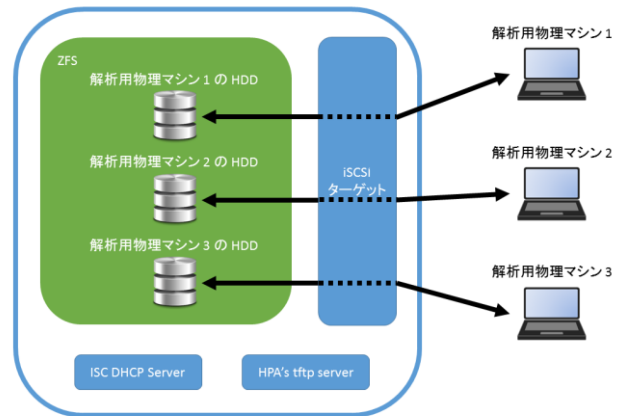 ZFS
解析用物理マシン 1 の HDD
解析用物理マシン 2 の HDD
解析用物理マシン 3 の HDD
iSCSI
ターゲット
解析用物理マシン 1
解析用物理マシン 2
解析用物理マシン 3
ISC DHCP Server
HPA's tftp server